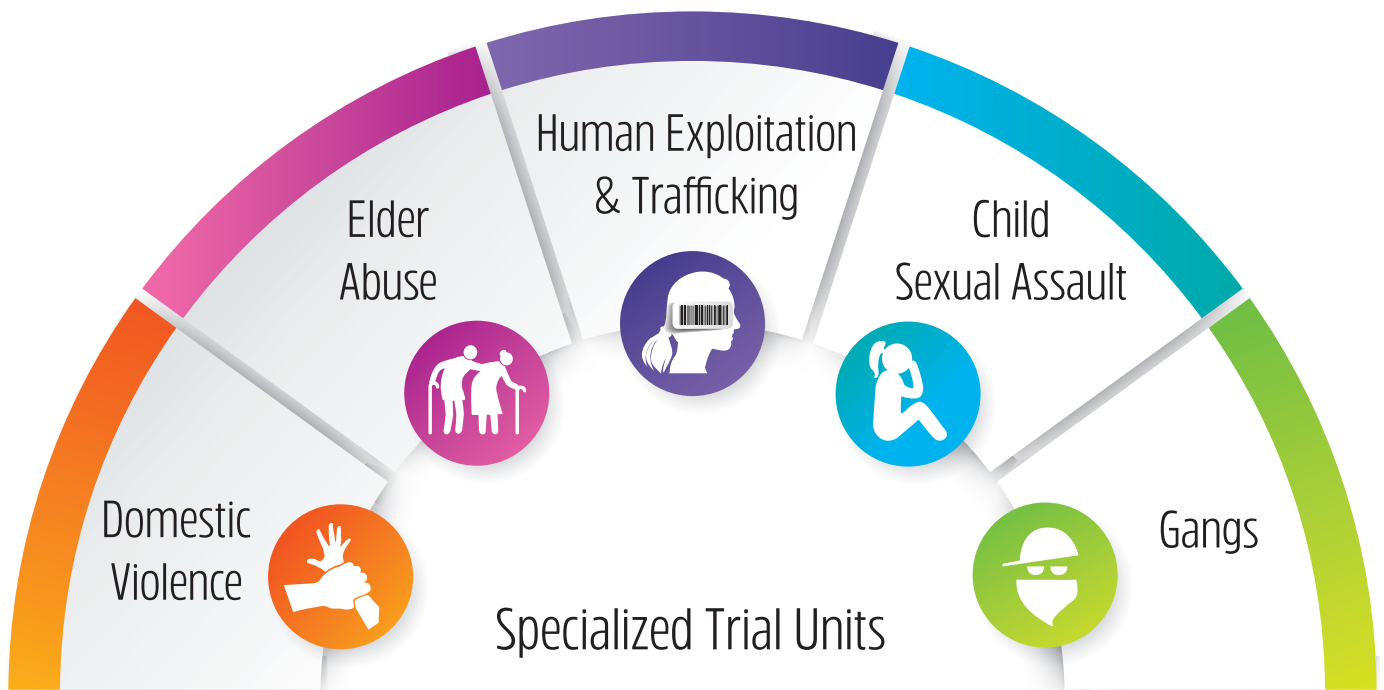 Human Exploitation
& Trafficking
Elder
Abuse
Child
Sexual Assault
Domestic
Violence
Gangs
Specialized Trial Units